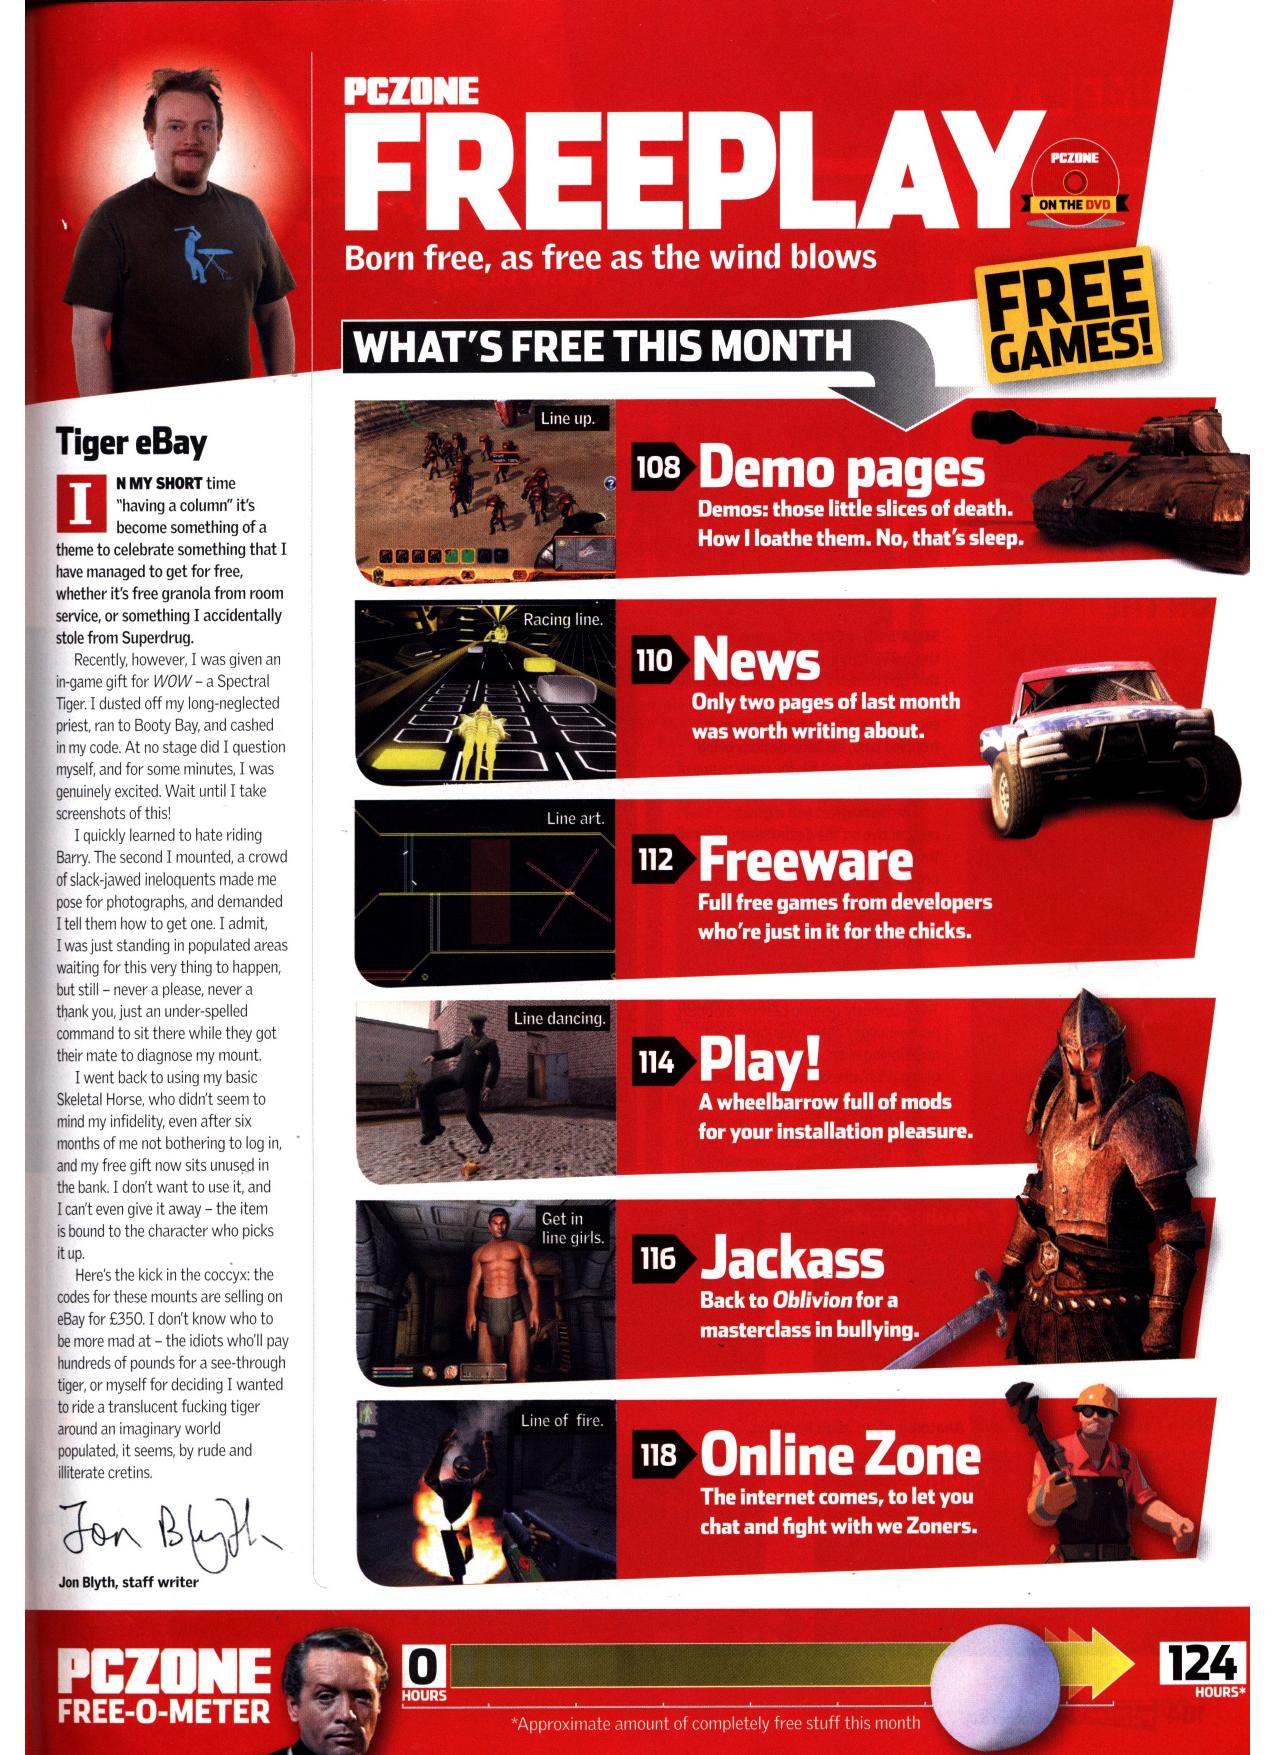 PCZONE
FREEPLAY
Born free, as free as the wind blows
PCZONE
ON THE DVD
FREE
GAMES!
WHAT'S FREE THIS MONTH
Tiger eBay
IN MY SHORT time
"having a column" it's
become something of a
theme to celebrate something that I
have managed to get for free,
whether it's free granola from room
service, or something I accidentally
stole from Superdrug.
Recently, however, I was given an
in-game gift for WOW – a Spectral
Tiger. I dusted off my long-neglected
priest, ran to Booty Bay, and cashed
in my code. At no stage did I question
myself, and for some minutes, I was
genuinely excited. Wait until I take
screenshots of this!
I quickly learned to hate riding
Barry. The second I mounted, a crowd
of slack-jawed ineloquents made me
pose for photographs, and demanded
I tell them how to get one. I admit,
I was just standing in populated areas
waiting for this very thing to happen,
but still – never a please, never a
thank you, just an under-spelled
command to sit there while they got
their mate to diagnose my mount.
I went back to using my basic
Skeletal Horse, who didn't seem to
mind my infidelity, even after six
months of me not bothering to log in,
and my free gift now sits unused in
the bank. I don't want to use it, and
I can't even give it away – the item
is bound to the character who picks
it up.
Here's the kick in the coccyx: the
codes for these mounts are selling on
eBay for £350. I don't know who to
be more mad at – the idiots who'll pay
hundreds of pounds for a see-through
tiger, or myself for deciding I wanted
to ride a translucent fucking tiger
around an imaginary world
populated, it seems, by rude and
illiterate cretins.
Jon Blyth
Jon Blyth, staff writer
Line up.
108 Demo pages
Demos: those little slices of death.
How I loathe them. No, that's sleep.
Racing line.
110 News
Only two pages of last month
was worth writing about.
Line art.
112 Freeware
Full free games from developers
who're just in it for the chicks.
Line dancing.
114 Play!
A wheelbarrow full of mods
for your installation pleasure.
Get in
line girls.
116 Jackass
Back to Oblivion for a
masterclass in bullying.
Line of fire.
118 Online Zone
The internet comes, to let you
chat and fight with we Zoners.
PCZONE
FREE-O-METER
0
HOURS
124
HOURS*
*Approximate amount of completely free stuff this month